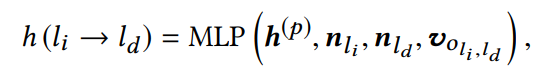 h (l_i → l_d) = MLP (h^{(p)}, n_{l_i}, n_{l_d}, v_{o_{l_i,l_d}}),